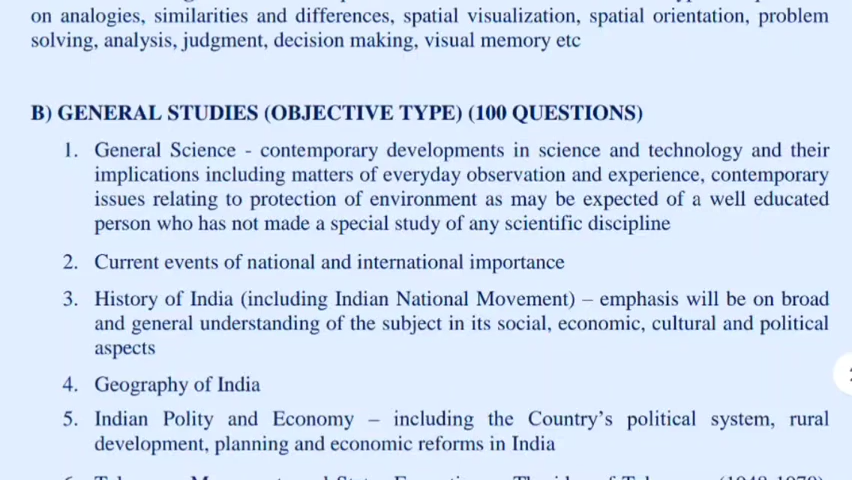 on analogies, similarities and differences, spatial visualization, spatial orientation, problem
solving, analysis, judgment, decision making, visual memory etc
B) GENERAL STUDIES (OBJECTIVE TYPE) (100 QUESTIONS)
1. General Science - contemporary developments in science and technology and their
implications including matters of everyday observation and experience, contemporary
issues relating to protection of environment as may be expected of a well educated
person who has not made a special study of any scientific discipline
2. Current events of national and international importance
3. History of India (including Indian National Movement) – emphasis will be on broad
and general understanding of the subject in its social, economic, cultural and political
aspects
4. Geography of India
5. Indian Polity and Economy – including the Country’s political system, rural
development, planning and economic reforms in India